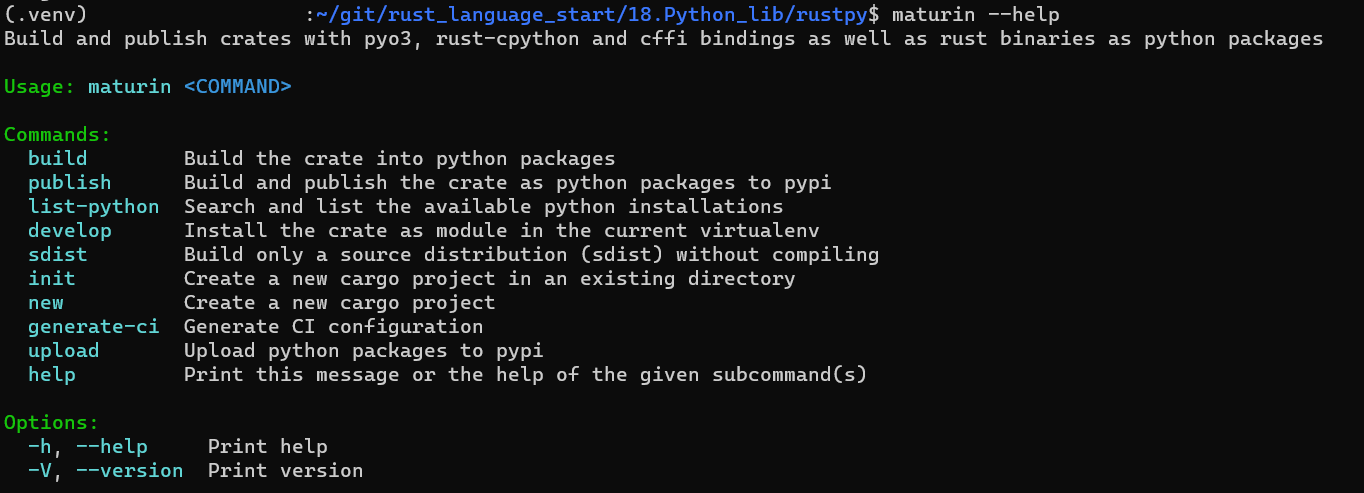 (.venv) :~/git/rust_language_start/18.Python_lib/rustpy$ maturin --help
Build and publish crates with pyo3, rust-cpython and cffi bindings as well as rust binaries as python packages
Usage: maturin <COMMAND>
Commands:
build Build the crate into python packages
publish Build and publish the crate as python packages to pypi
list-python Search and list the available python installations
develop Install the crate as module in the current virtualenv
sdist Build only a source distribution (sdist) without compiling
init Create a new cargo project in an existing directory
new Create a new cargo project
generate-ci Generate CI configuration
upload Upload python packages to pypi
help Print this message or the help of the given subcommand(s)
Options:
-h, --help Print help
-V, --version Print version